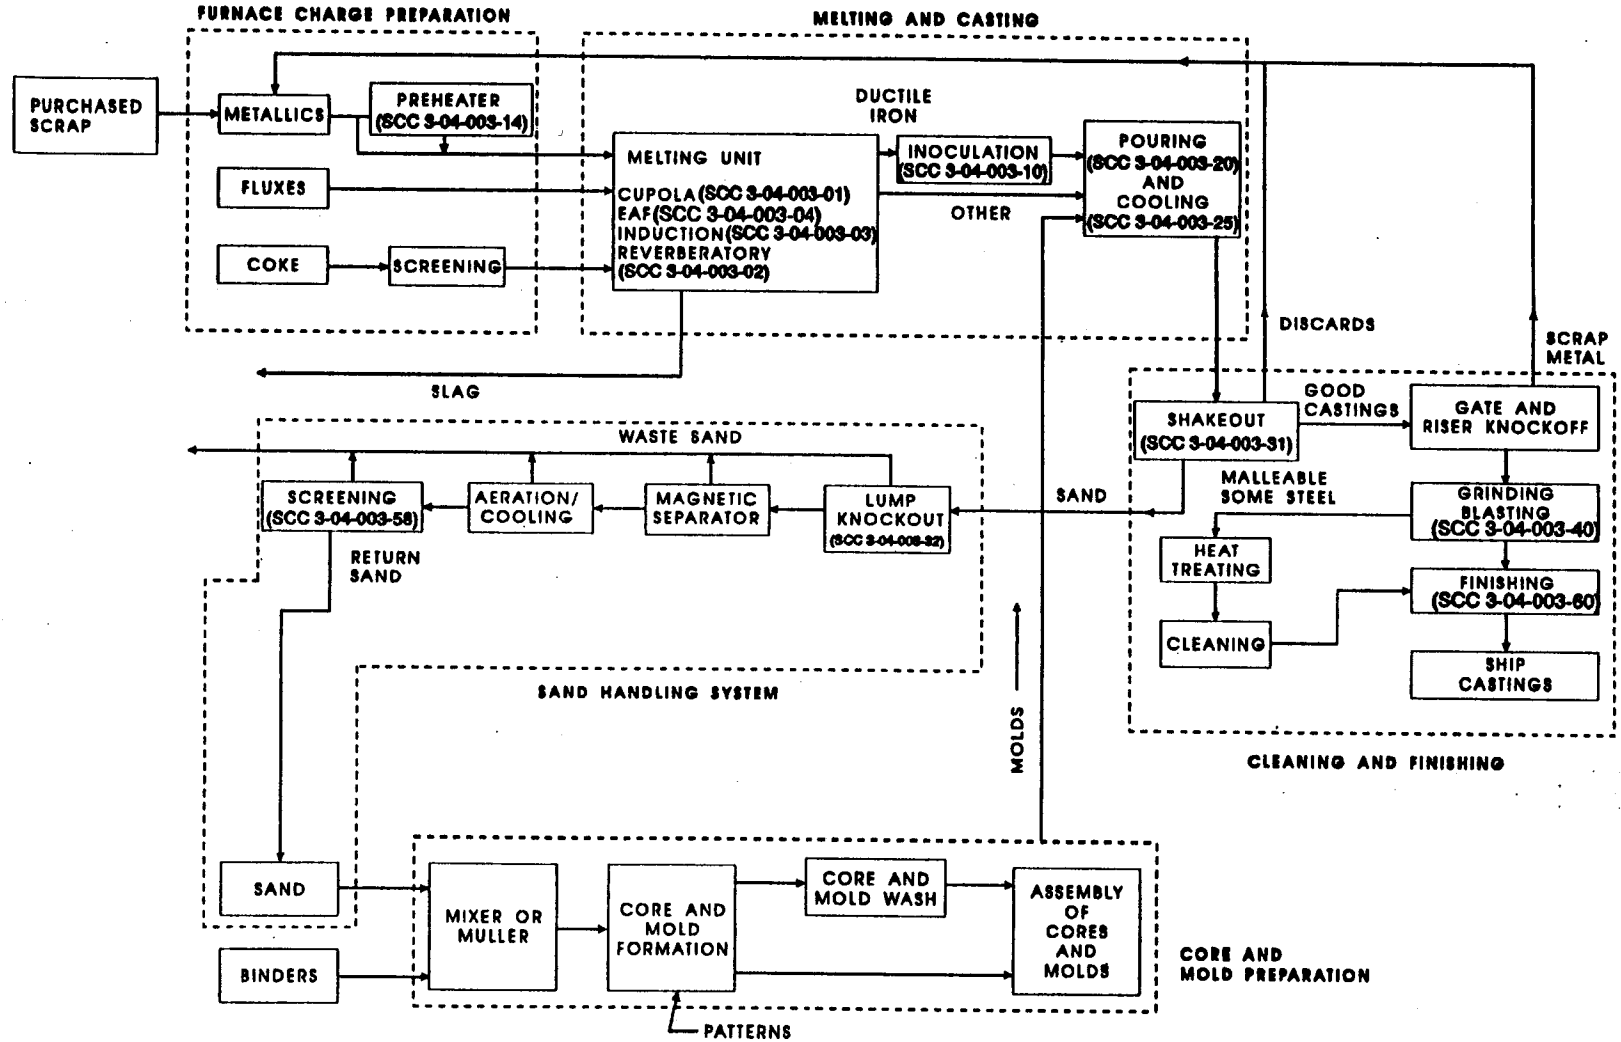 FURNACE CHARGE PREPARATION
MELTING AND CASTING
PURCHASED
SCRAP
METALLICS
PREHEATER
(SCC 3-04-003-14)
FLUXES
COKE
SCREENING
MELTING UNIT
CUPOLA (SCC 3-04-003-01)
EAF (SCC 3-04-003-04)
INDUCTION (SCC 3-04-003-03)
REVERBERATORY
(SCC 3-04-003-02)
DUCTILE
IRON
INOCULATION
(SCC 3-04-003-10)
OTHER
POURING
(SCC 3-04-003-20)
AND
COOLING
(SCC 3-04-003-25)
SLAG
DISCARDS
SCRAP
METAL
GOOD
CASTINGS
SHAKEOUT
(SCC 3-04-003-31)
GATE AND
RISER KNOCKOFF
WASTE SAND
SCREENING
(SCC 3-04-003-58)
AERATION/
COOLING
MAGNETIC
SEPARATOR
LUMP
KNOCKOUT
(SCC 3-04-003-32)
SAND
MALLEABLE
SOME STEEL
GRINDING
BLASTING
(SCC 3-04-003-40)
RETURN
SAND
HEAT
TREATING
FINISHING
(SCC 3-04-003-60)
CLEANING
SHIP
CASTINGS
SAND HANDLING SYSTEM
MOLDS
CLEANING AND FINISHING
SAND
BINDERS
MIXER OR
MULLER
CORE AND
MOLD
FORMATION
CORE AND
MOLD WASH
ASSEMBLY
OF
CORES
AND
MOLDS
CORE AND
MOLD PREPARATION
PATTERNS